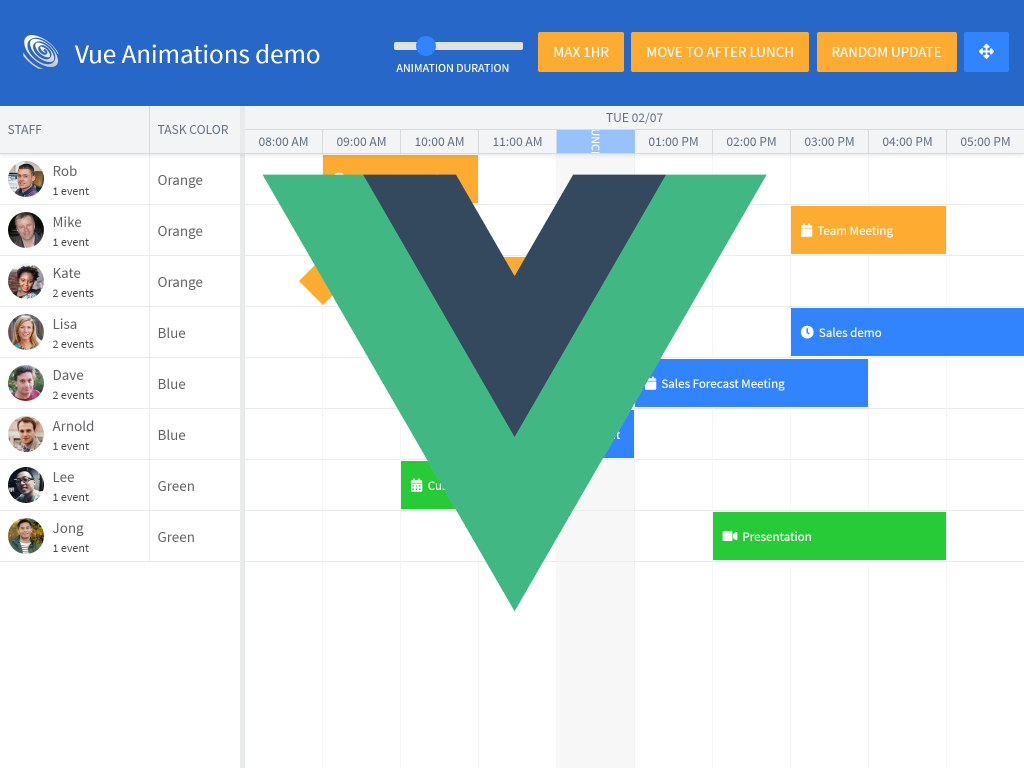 Vue Animations demo
ANIMATION DURATION
MAX 1HR
MOVE TO AFTER LUNCH
RANDOM UPDATE
STAFF
TASK COLOR
TUE 02/07
08:00 AM
09:00 AM
10:00 AM
11:00 AM
01:00 PM
02:00 PM
03:00 PM
04:00 PM
05:00 PM
Rob
1 event
Orange
Mike
1 event
Orange
Team Meeting
Kate
2 events
Orange
Lisa
2 events
Blue
Sales demo
Dave
2 events
Blue
Sales Forecast Meeting
Arnold
1 event
Blue
Lee
1 event
Green
Jong
1 event
Green
Presentation